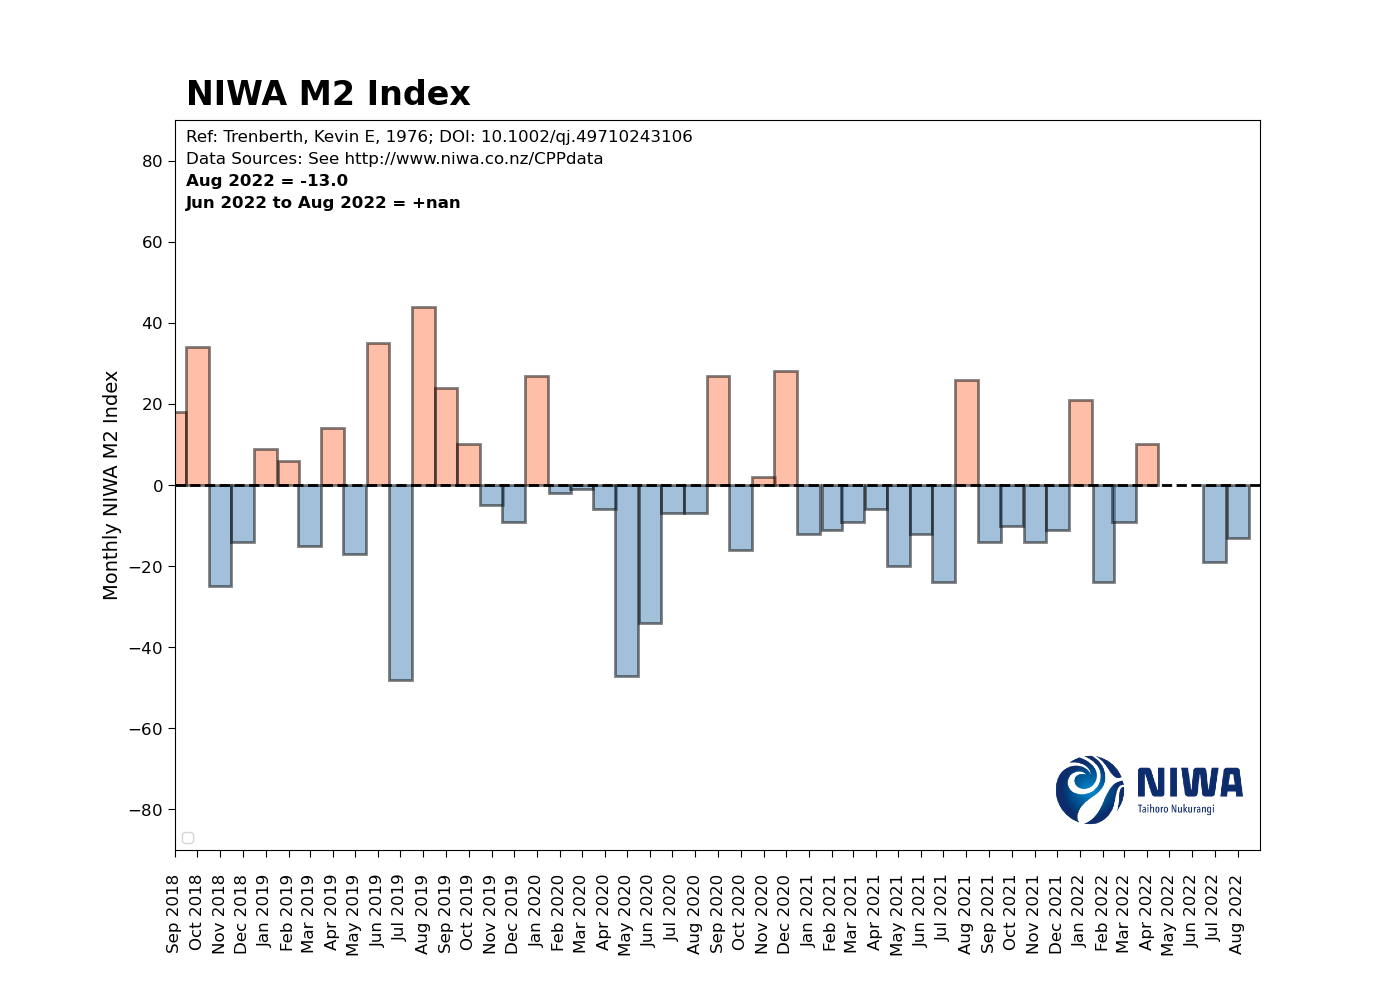 NIWA M2 Index
Ref: Trenberth, Kevin E, 1976; DOI: 10.1002/qj.49710243106
Data Sources: See http://www.niwa.co.nz/CPPdata
Aug 2022 = -13.0
Jun 2022 to Aug 2022 = +nan
Monthly NIWA M2 Index
80
60
40
20
0
−20
−40
−60
−80
NIWA
Taihoro Nukurangi
Sep 2018
Oct 2018
Nov 2018
Dec 2018
Jan 2019
Feb 2019
Mar 2019
Apr 2019
May 2019
Jun 2019
Jul 2019
Aug 2019
Sep 2019
Oct 2019
Nov 2019
Dec 2019
Jan 2020
Feb 2020
Mar 2020
Apr 2020
May 2020
Jun 2020
Jul 2020
Aug 2020
Sep 2020
Oct 2020
Nov 2020
Dec 2020
Jan 2021
Feb 2021
Mar 2021
Apr 2021
May 2021
Jun 2021
Jul 2021
Aug 2021
Sep 2021
Oct 2021
Nov 2021
Dec 2021
Jan 2022
Feb 2022
Mar 2022
Apr 2022
May 2022
Jun 2022
Jul 2022
Aug 2022